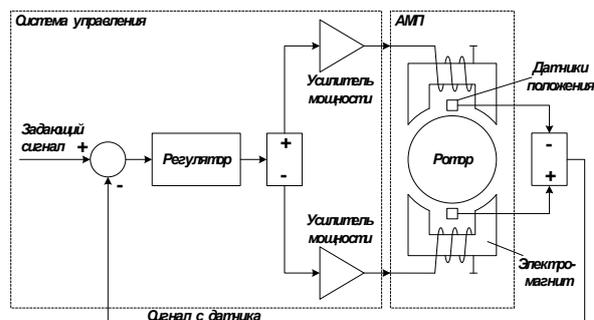 Система управления
АМП
Усилитель
мощности
Датчики
положения
Задающий
сигнал
+
-
Регулятор
+
-
Ротор
-
+
Усилитель
мощности
Электро-
магнит
Сигнал с датчика